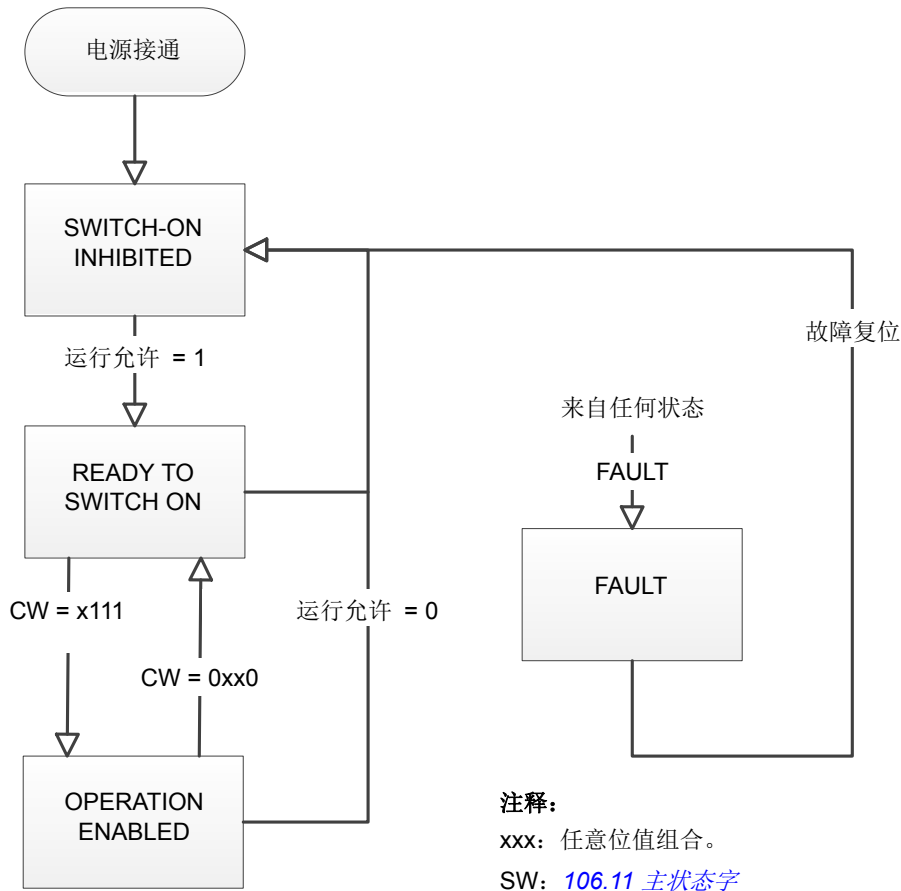 电源接通
SWITCH-ON
INHIBITED
运行允许 = 1
READY TO
SWITCH ON
CW = x111
CW = 0xx0
OPERATION
ENABLED
运行允许 = 0
来自任何状态
FAULT
FAULT
故障复位
注释：
xxx：任意位值组合。
SW：106.11 主状态字